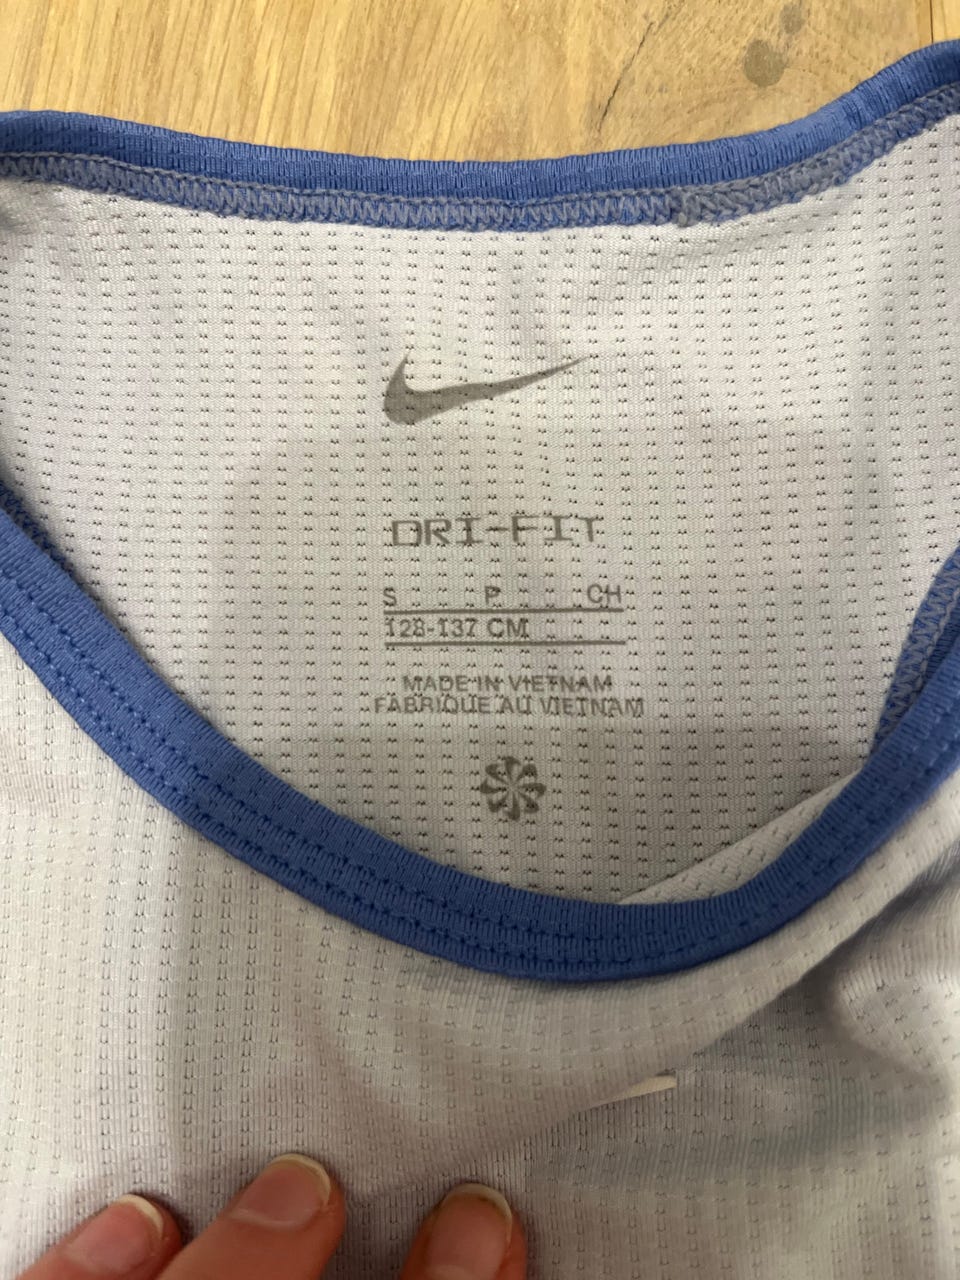 DRI-FIT
S P CH
128-137 CM
MADE IN VIETNAM
FABRIQUÉ AU VIETNAM